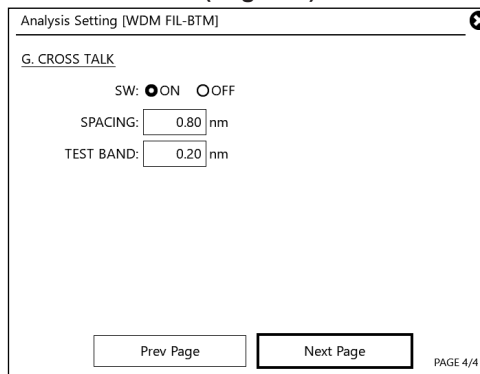 Analysis Setting [WDM FIL-BTM]
G. CROSS TALK
SW: ON OFF
SPACING: 0.80 nm
TEST BAND: 0.20 nm
Prev Page Next Page PAGE 4/4